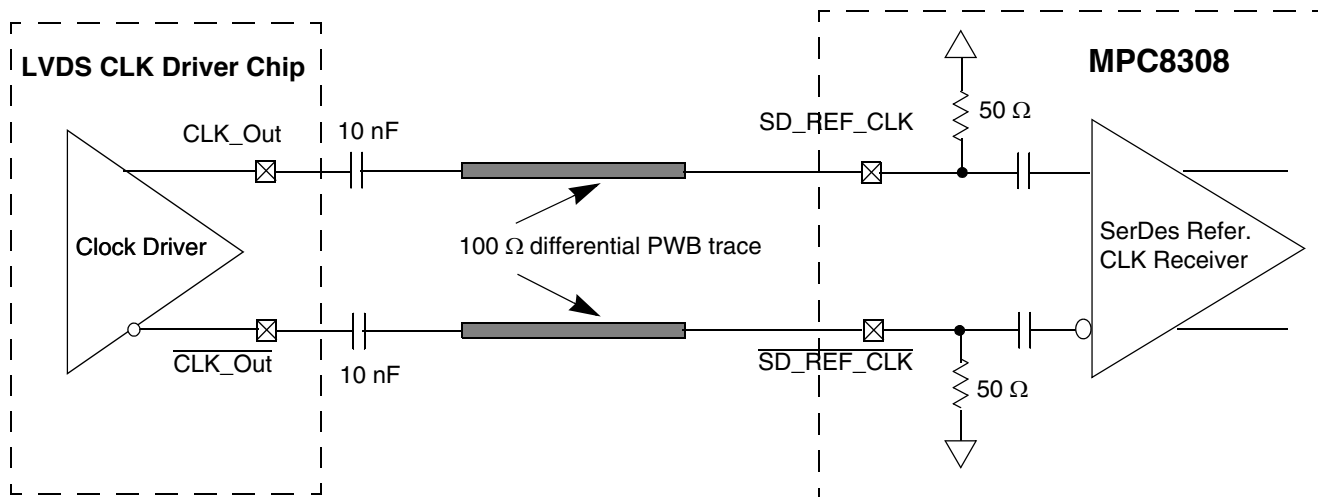 LVDS CLK Driver Chip
MPC8308
CLK_Out
10 nF
SD_REF_CLK
50 Ω
Clock Driver
100 Ω differential PWB trace
SerDes Refer.
CLK Receiver
CLK_Out
10 nF
SD_REF_CLK
50 Ω